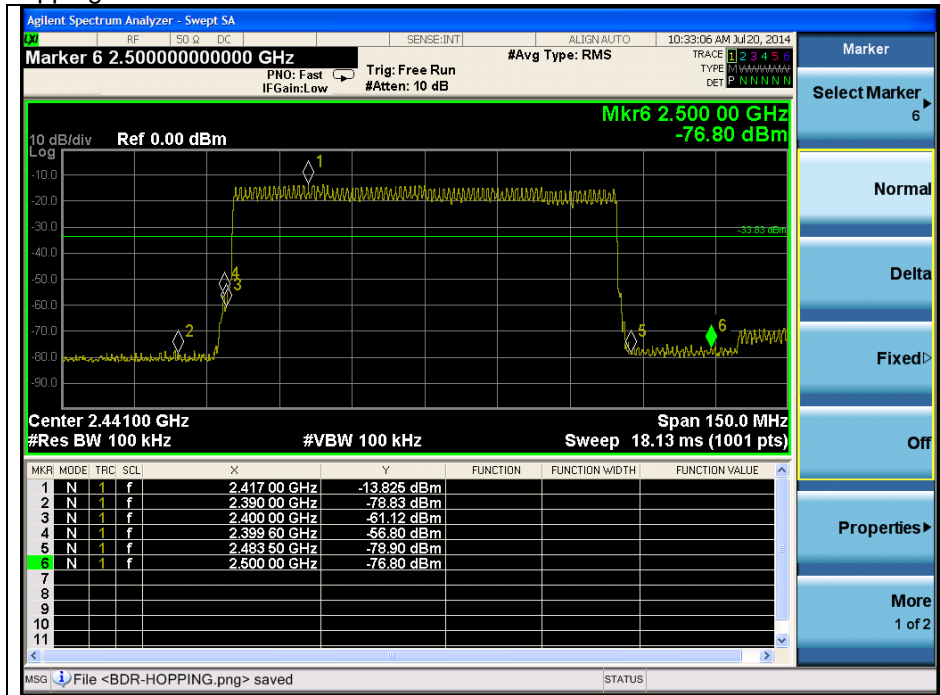 Agilent Spectrum Analyzer - Swept SA
LXI RF 50 Ω DC SENSE:INT ALIGN AUTO 10:33:06 AM Jul 20, 2014
Marker 6 2.500000000000 GHz
PNO: Fast
IFGain:Low
Trig: Free Run
#Atten: 10 dB
#Avg Type: RMS
TRACE 1 2 3 4 5 6
TYPE MWWWWW
DET P N N N N N
Mkr6 2.500 00 GHz
-76.80 dBm
10 dB/div
Log
Ref 0.00 dBm
-10.0
-20.0
-30.0
-40.0
-50.0
-60.0
-70.0
-80.0
-90.0
1
2
3
4
5
6
-33.83 dBm
Center 2.44100 GHz
Span 150.0 MHz
#Res BW 100 kHz
#VBW 100 kHz
Sweep 18.13 ms (1001 pts)
MKR MODE TRC SCL X Y FUNCTION FUNCTION WIDTH FUNCTION VALUE
1 N 1 f 2.417 00 GHz -13.825 dBm
2 N 1 f 2.390 00 GHz -78.83 dBm
3 N 1 f 2.400 00 GHz -61.12 dBm
4 N 1 f 2.399 60 GHz -56.80 dBm
5 N 1 f 2.483 50 GHz -78.90 dBm
6 N 1 f 2.500 00 GHz -76.80 dBm
7
8
9
10
11
MSG File <BDR-HOPPING.png> saved
STATUS
Marker
Select Marker
6
Normal
Delta
Fixed
Off
Properties
More
1 of 2